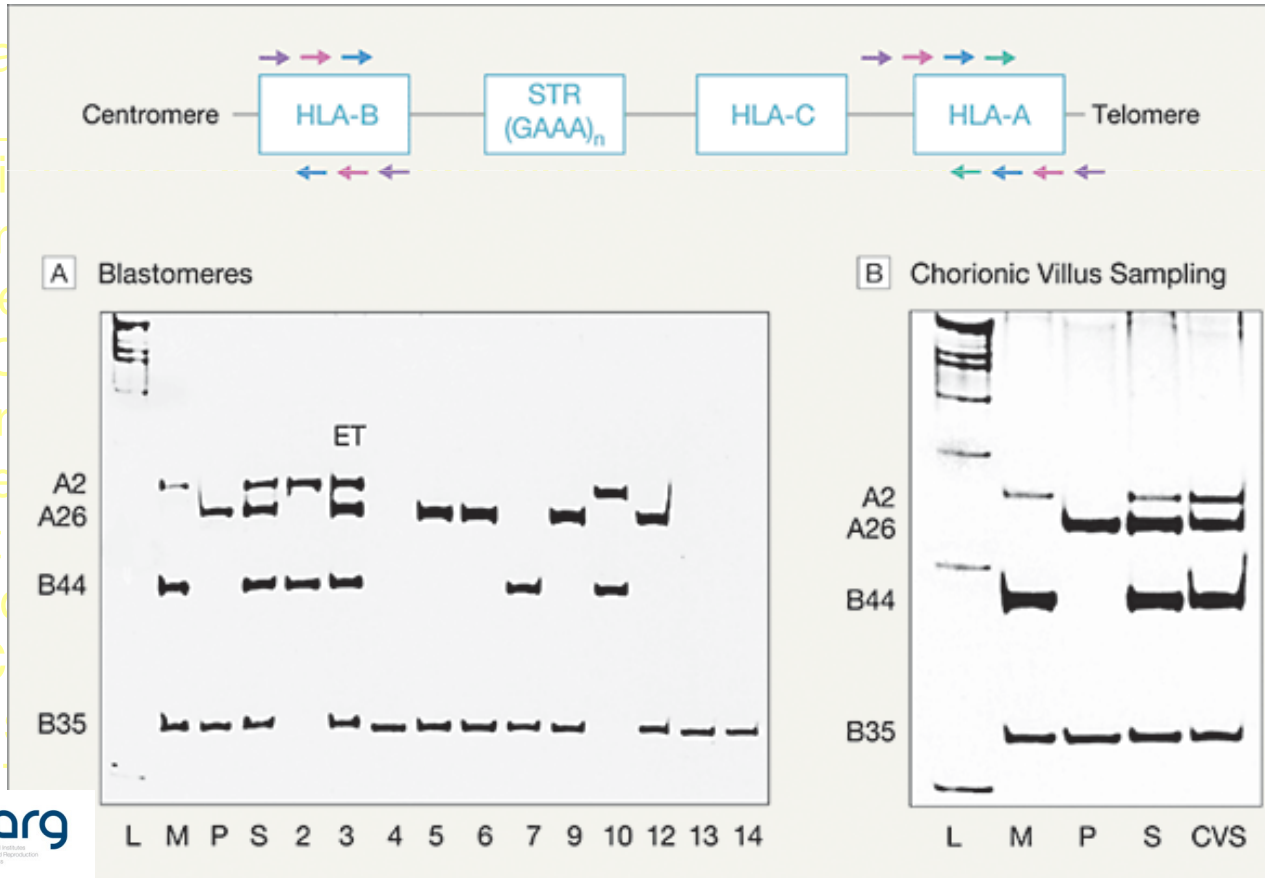 Centromere
HLA-B
STR
(GAAA)n
HLA-C
HLA-A
Telomere
A Blastomeres
ET
A2
A26
B44
B35
L M P S 2 3 4 5 6 7 9 10 12 13 14
B Chorionic Villus Sampling
A2
A26
B44
B35
L M P S CVS
arg